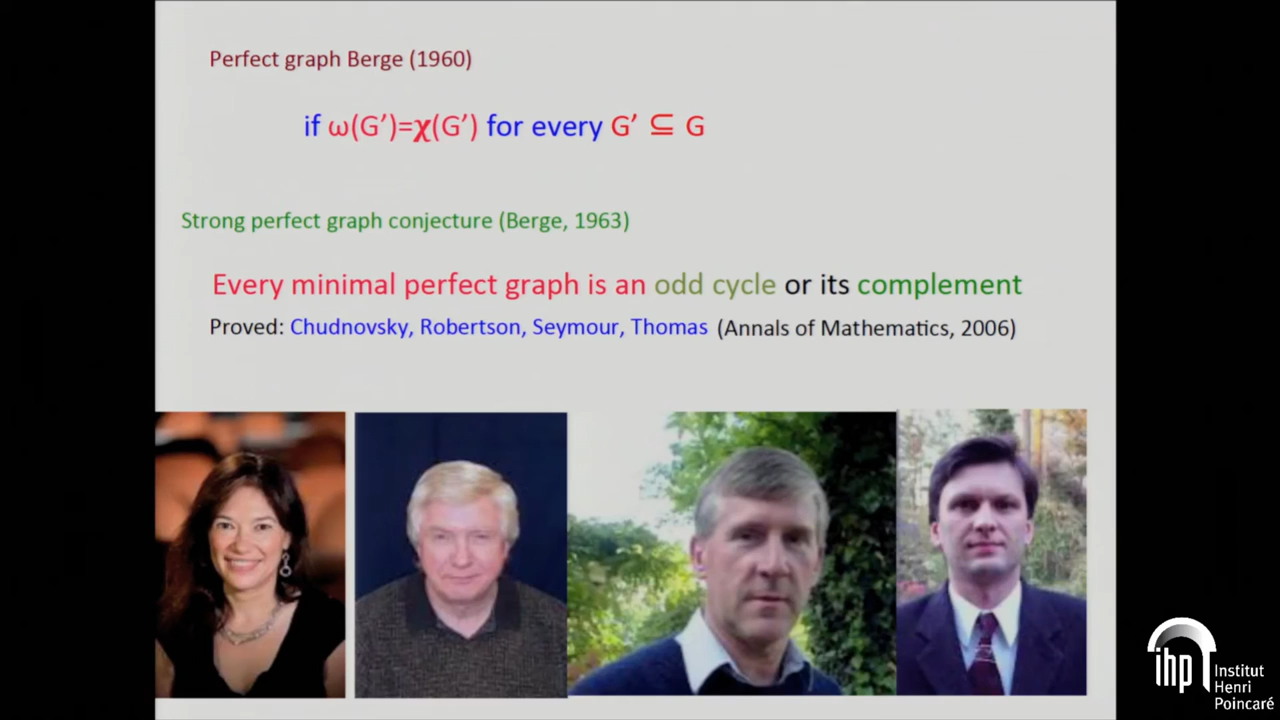 Perfect graph Berge (1960)
if ω(G')=χ(G') for every G' ⊆ G
Strong perfect graph conjecture (Berge, 1963)
Every minimal perfect graph is an odd cycle or its complement
Proved: Chudnovsky, Robertson, Seymour, Thomas (Annals of Mathematics, 2006)
ihp
Institut
Henri
Poincaré